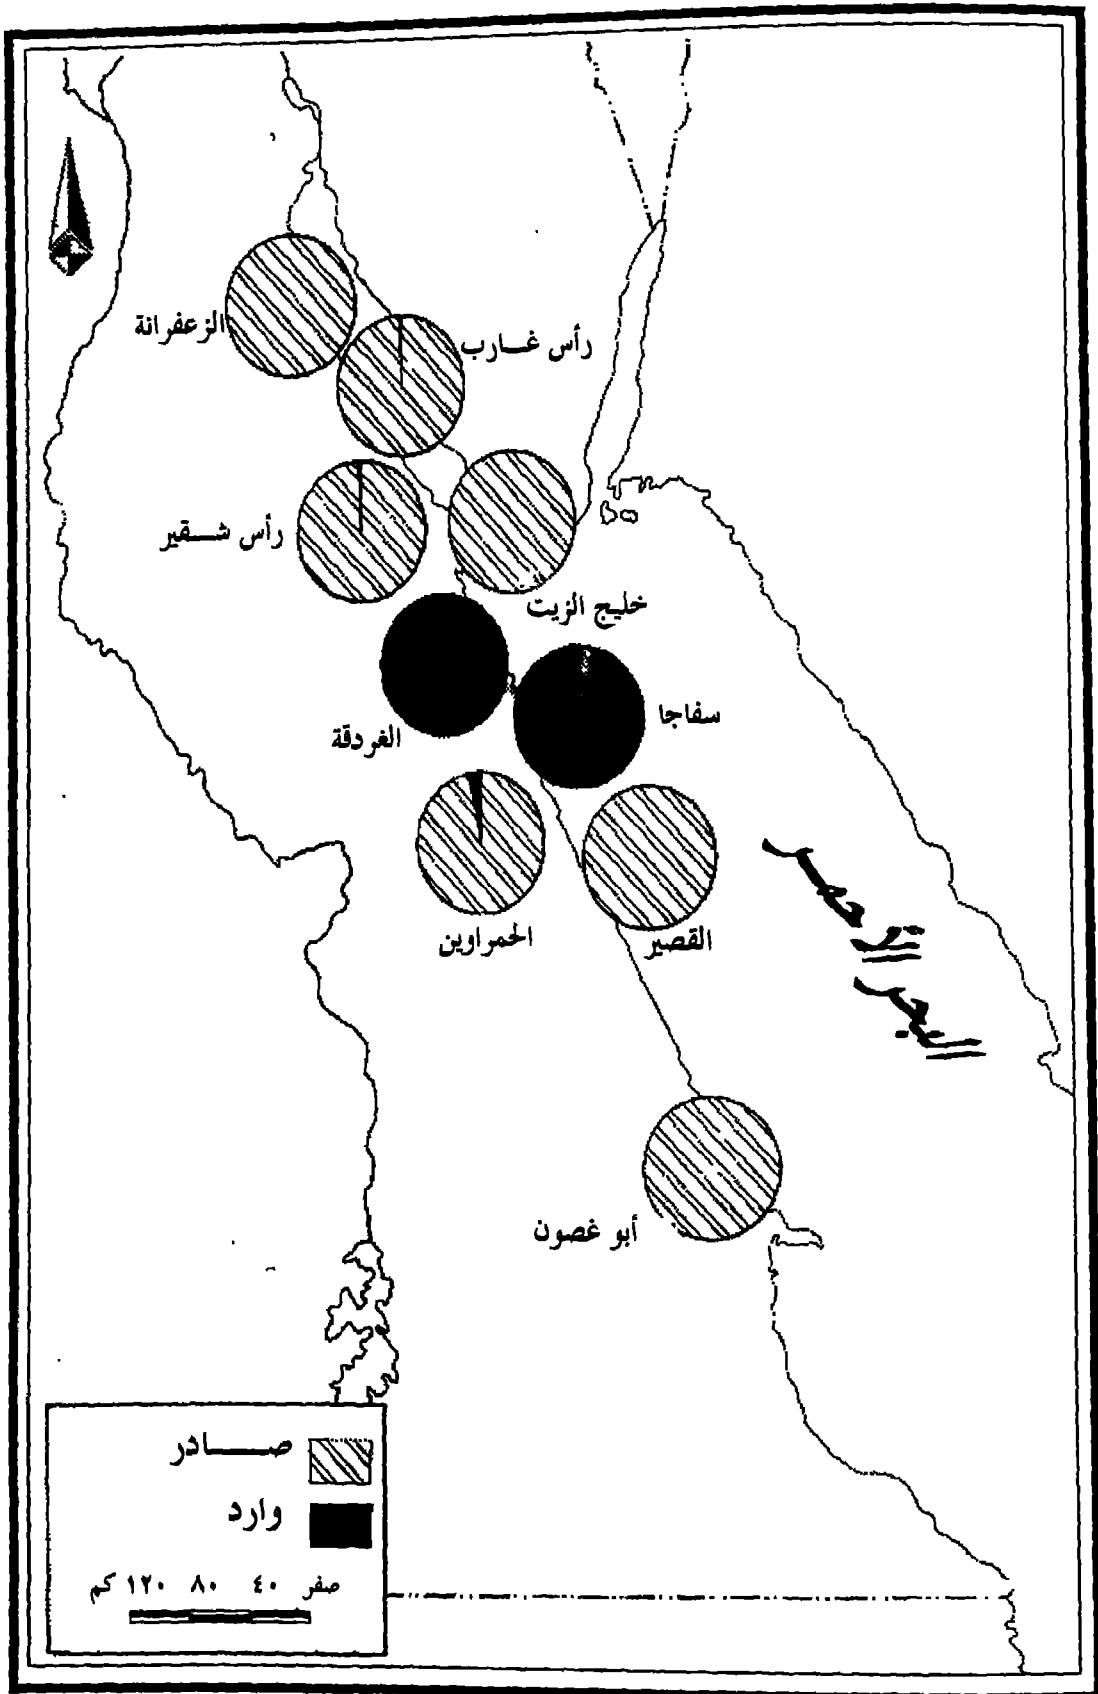 الزعفرانة
رأس غارب
رأس شقير
خليج الزيت
الغردقة
سفاجا
الحمراوين
القصير
البحر
الأحمر
أبو غصون
صادر
وارد
صفر ٤٠ ٨٠ ١٢٠ كم